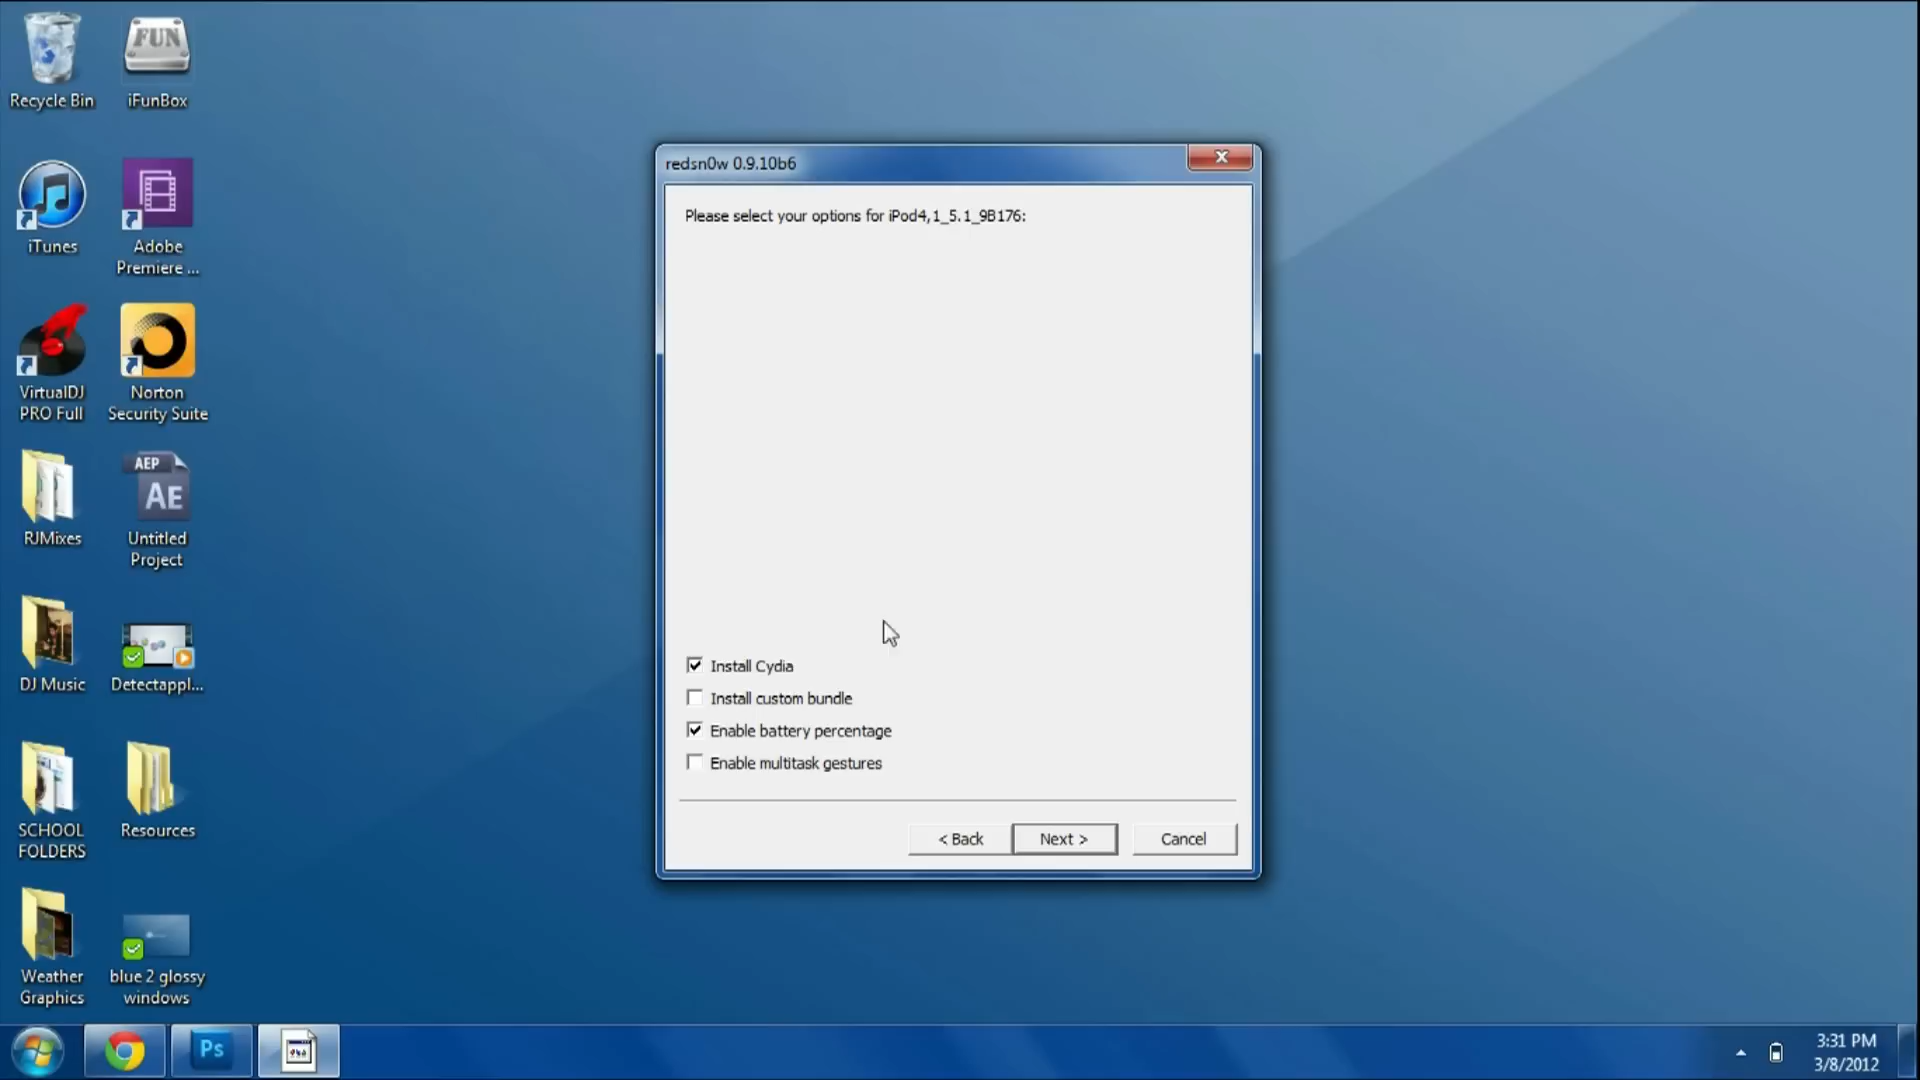 Recycle Bin
FUN
iFunBox
iTunes
Adobe
Premiere ...
VirtualDJ
PRO Full
Norton
Security Suite
RJMixes
AEP
AE
Untitled
Project
DJ Music
Detectappl...
SCHOOL
FOLDERS
Resources
Weather
Graphics
blue 2 glossy
windows
redsn0w 0.9.10b6
Please select your options for iPod4,1_5.1_9B176:
Install Cydia
Install custom bundle
Enable battery percentage
Enable multitask gestures
< Back
Next >
Cancel
Ps
3:31 PM
3/8/2012